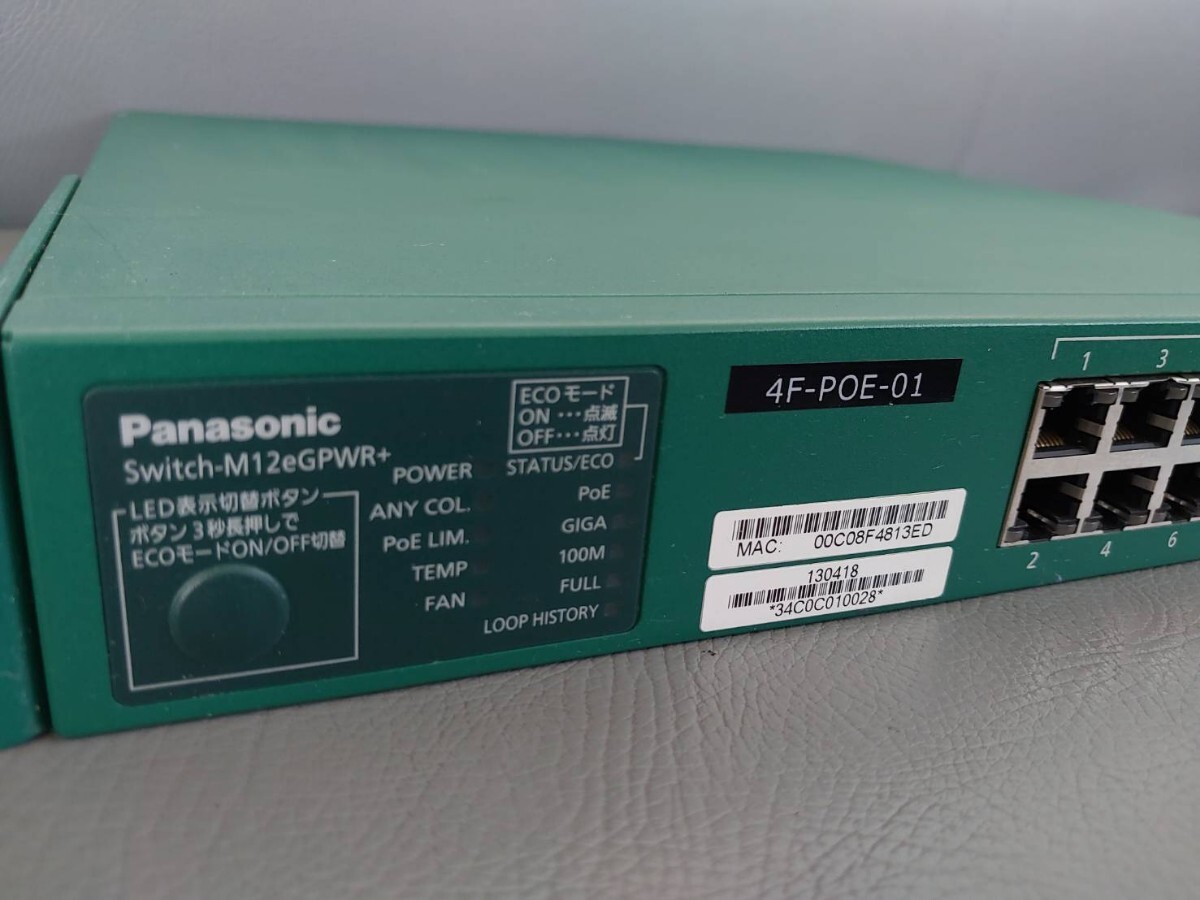 Panasonic
Switch-M12eGPWR+
LED表示切替ボタン
ボタン3秒長押しで
ECOモードON/OFF切替
POWER
ANY COL.
PoE LIM.
TEMP
FAN
ECOモード
ON …点滅
OFF…点灯
STATUS/ECO
PoE
GIGA
100M
FULL
LOOP HISTORY
4F-POE-01
MAC: 00C08F4813ED
130418
*34C0C010028*
1 3
2 4 6